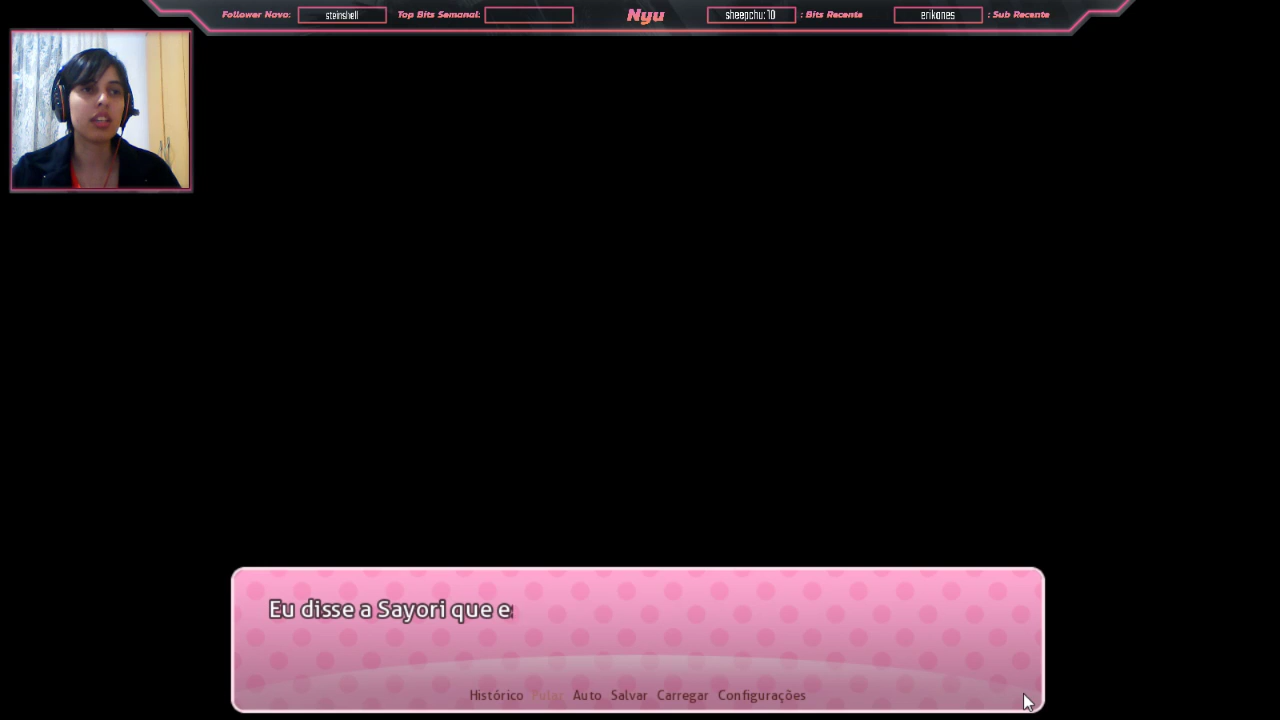 Follower Novo: steinshell Top Bits Semanal: Nyu sheepchu:10 : Bits Recente erikones : Sub Recente
Eu disse a Sayori que e
Histórico Pular Auto Salvar Carregar Configurações